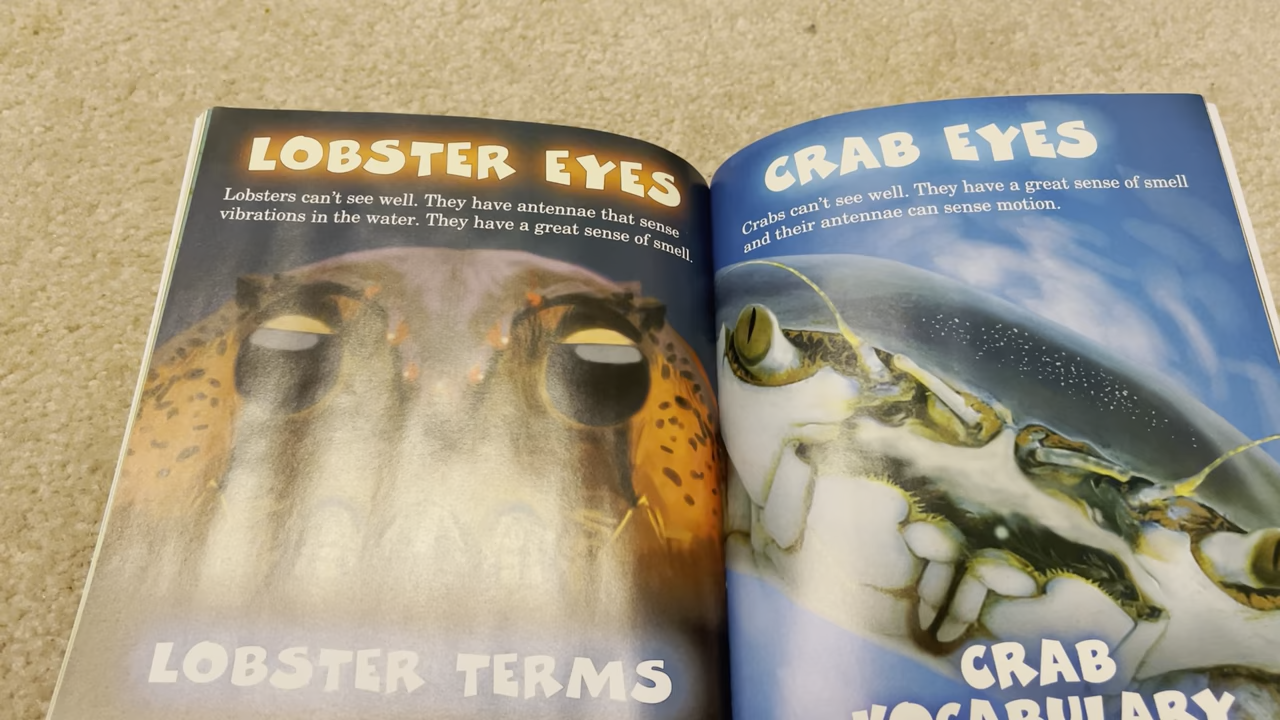 LOBSTER EYES
Lobsters can't see well. They have antennae that sense
vibrations in the water. They have a great sense of smell.
LOBSTER TERMS
CRAB EYES
Crabs can't see well. They have a great sense of smell
and their antennae can sense motion.
CRAB
VOCABULARY